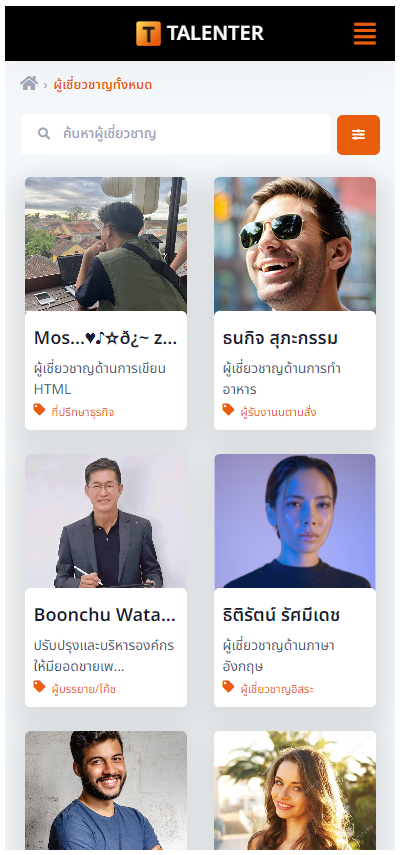 T TALENTER
› ผู้เชี่ยวชาญทั้งหมด
ค้นหาผู้เชี่ยวชาญ
Mos...♥♪☆ð¿~ z...
ผู้เชี่ยวชาญด้านการเขียน
HTML
ที่ปรึกษาธุรกิจ
ธนกิจ สุภะกรรม
ผู้เชี่ยวชาญด้านการทำ
อาหาร
ผู้รับงานนตามสั่ง
Boonchu Wata...
ปรับปรุงและบริหารองค์กร
ให้มียอดขายเพ...
ผู้บรรยาย/โค้ช
ธิติรัตน์ รัศมีเดช
ผู้เชี่ยวชาญด้านภาษา
อังกฤษ
ผู้เชี่ยวชาญอิสระ